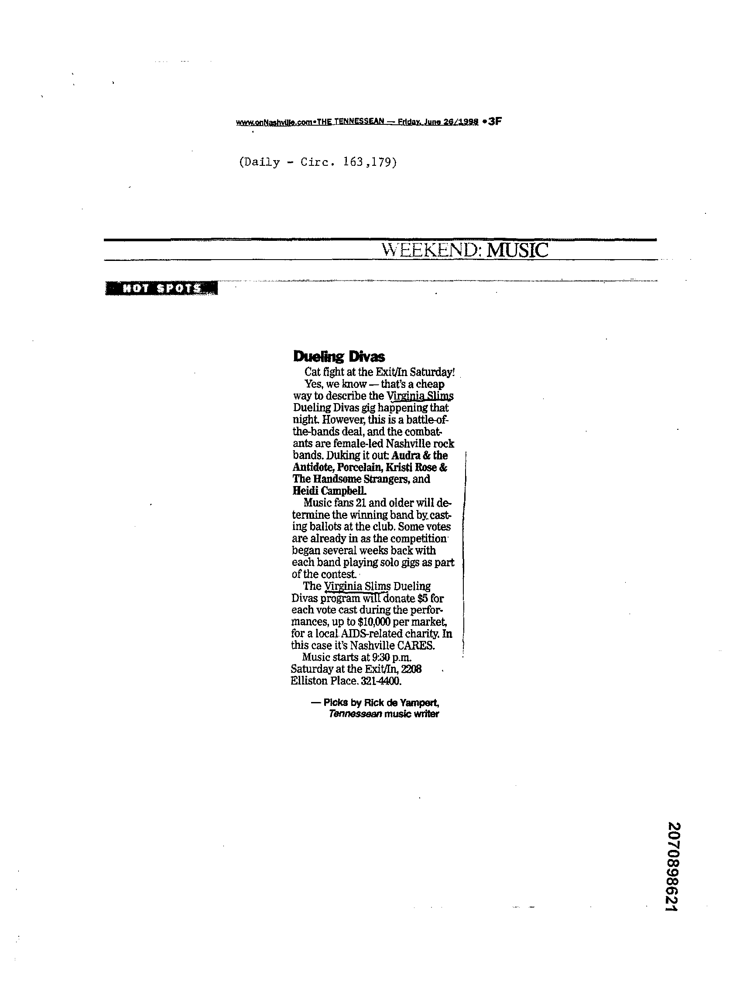 www.onNashville.com•THE TENNESSEAN — Friday, June 26/1998 • 3F
(Daily - Circ. 163,179)
WEEKEND: MUSIC
HOT SPOTS
Dueling Divas
Cat fight at the Exit/In Saturday!
Yes, we know — that's a cheap
way to describe the Virginia Slims
Dueling Divas gig happening that
night. However, this is a battle-of-
the-bands deal, and the combat-
ants are female-led Nashville rock
bands. Duking it out: Audra & the
Antidote, Porcelain, Kristi Rose &
The Handsome Strangers, and
Heidi Campbell.
Music fans 21 and older will de-
termine the winning band by cast-
ing ballots at the club. Some votes
are already in as the competition
began several weeks back with
each band playing solo gigs as part
of the contest.
The Virginia Slims Dueling
Divas program will donate $5 for
each vote cast during the perfor-
mances, up to $10,000 per market,
for a local AIDS-related charity. In
this case it's Nashville CARES.
Music starts at 9:30 p.m.
Saturday at the Exit/In, 2208
Elliston Place. 321-4400.
— Picks by Rick de Yampert,
Tennessean music writer
2070898621